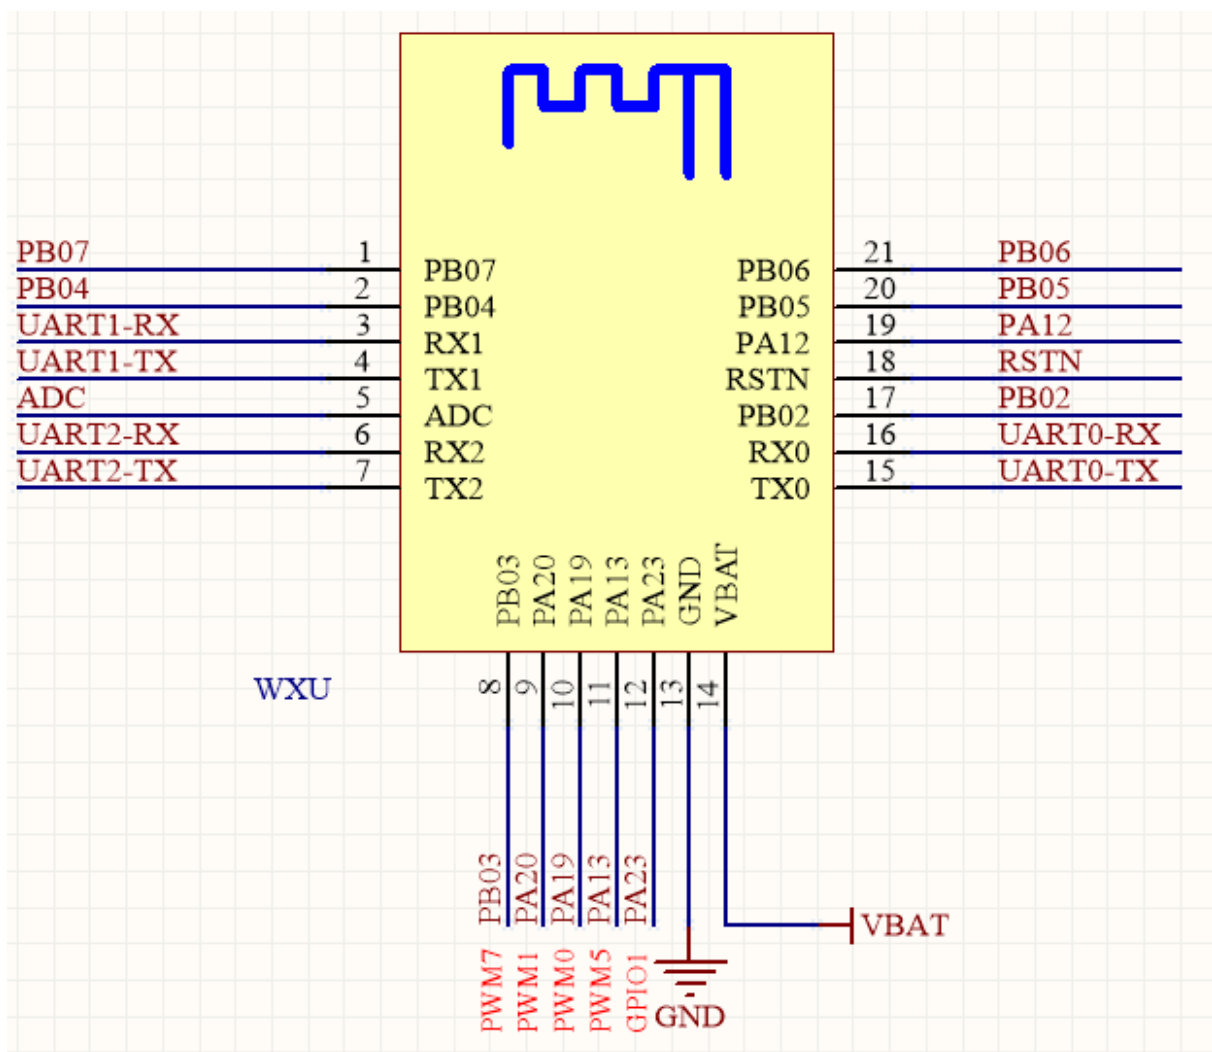 PB07 1 PB07 PB06 21 PB06
PB04 2 PB04 PB05 20 PB05
UART1-RX 3 RX1 PA12 19 PA12
UART1-TX 4 TX1 RSTN 18 RSTN
ADC 5 ADC PB02 17 PB02
UART2-RX 6 RX2 RX0 16 UART0-RX
UART2-TX 7 TX2 TX0 15 UART0-TX
PB03 PA20 PA19 PA13 PA23 GND VBAT
WXU
8 9 10 11 12 13 14
PB03 PA20 PA19 PA13 PA23
VBAT
PWM7 PWM1 PWM0 PWM5 GPIO1
GND